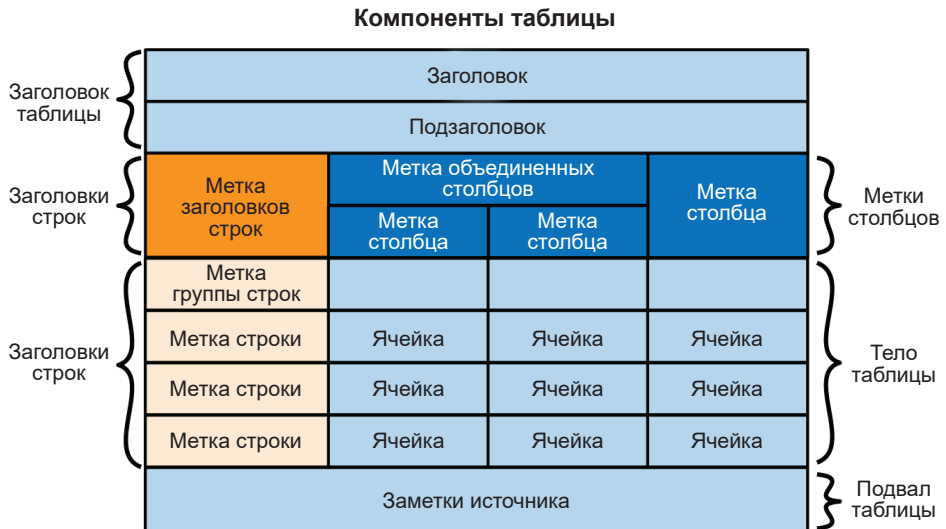 Компоненты таблицы
Заголовок
таблицы
Заголовок
Подзаголовок
Заголовки
строк
Метка
заголовков
строк
Метка объединенных
столбцов
Метка
столбца
Метка
столбца
Метка
столбца
Метки
столбцов
Заголовки
строк
Метка
группы строк
Метка строки
Ячейка
Ячейка
Ячейка
Метка строки
Ячейка
Ячейка
Ячейка
Метка строки
Ячейка
Ячейка
Ячейка
Тело
таблицы
Заметки источника
Подвал
таблицы